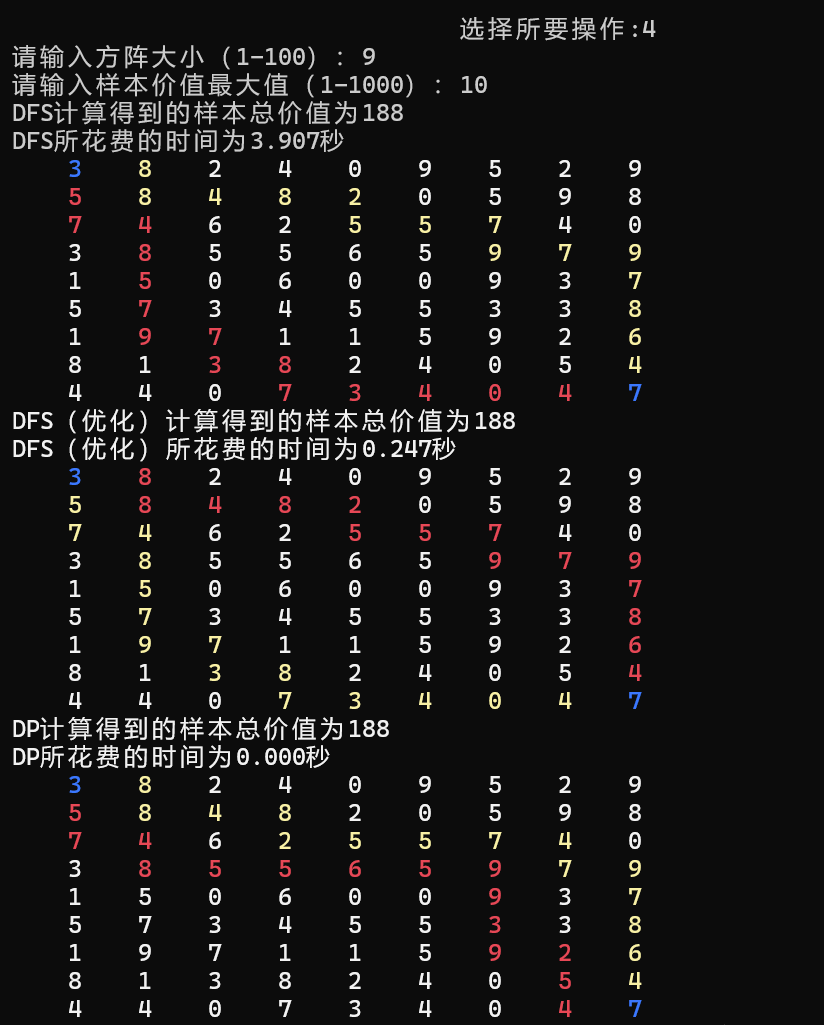 选择所要操作:4
请输入方阵大小（1-100）：9
请输入样本价值最大值（1-1000）：10
DFS计算得到的样本总价值为188
DFS所花费的时间为3.907秒
3 8 2 4 0 9 5 2 9
5 8 4 8 2 0 5 9 8
7 4 6 2 5 5 7 4 0
3 8 5 5 6 5 9 7 9
1 5 0 6 0 0 9 3 7
5 7 3 4 5 5 3 3 8
1 9 7 1 1 5 9 2 6
8 1 3 8 2 4 0 5 4
4 4 0 7 3 4 0 4 7
DFS（优化）计算得到的样本总价值为188
DFS（优化）所花费的时间为0.247秒
3 8 2 4 0 9 5 2 9
5 8 4 8 2 0 5 9 8
7 4 6 2 5 5 7 4 0
3 8 5 5 6 5 9 7 9
1 5 0 6 0 0 9 3 7
5 7 3 4 5 5 3 3 8
1 9 7 1 1 5 9 2 6
8 1 3 8 2 4 0 5 4
4 4 0 7 3 4 0 4 7
DP计算得到的样本总价值为188
DP所花费的时间为0.000秒
3 8 2 4 0 9 5 2 9
5 8 4 8 2 0 5 9 8
7 4 6 2 5 5 7 4 0
3 8 5 5 6 5 9 7 9
1 5 0 6 0 0 9 3 7
5 7 3 4 5 5 3 3 8
1 9 7 1 1 5 9 2 6
8 1 3 8 2 4 0 5 4
4 4 0 7 3 4 0 4 7